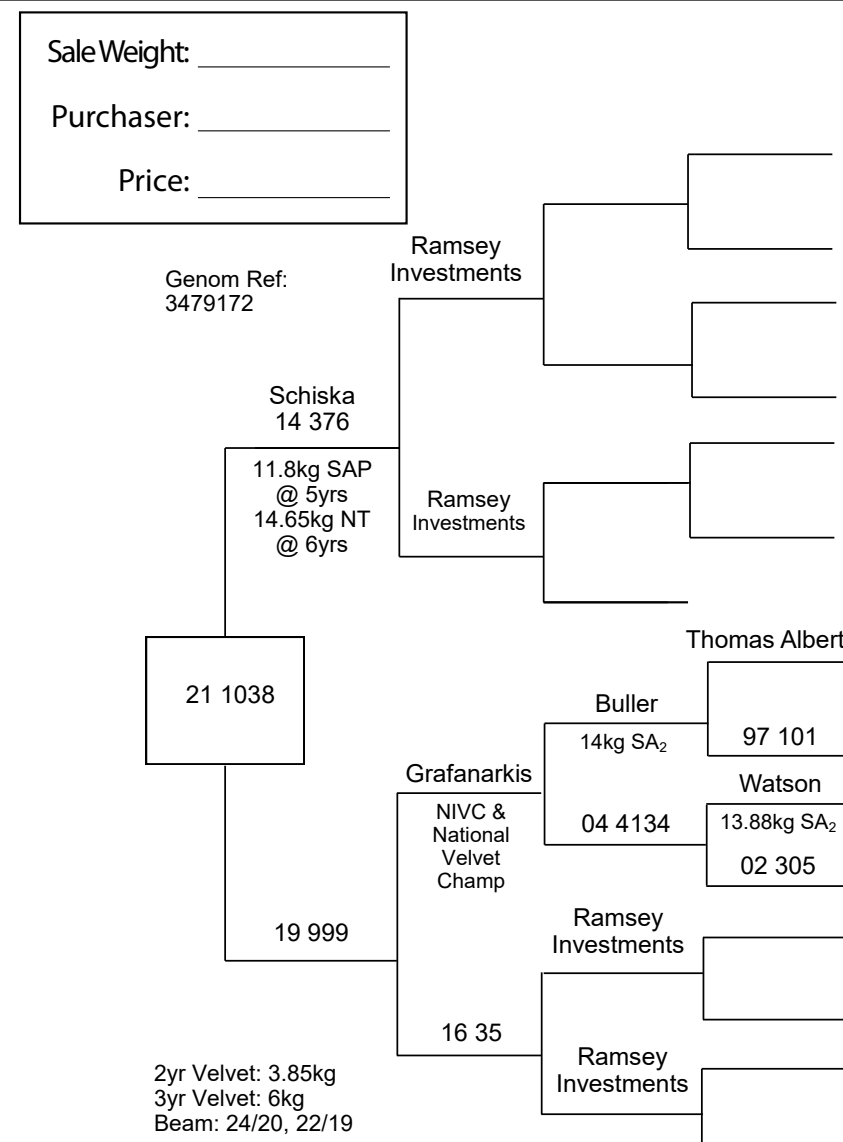 Sale Weight:
Purchaser:
Price:
Genom Ref:
3479172
Ramsey
Investments
Schiska
14 376
11.8kg SAP
@ 5yrs
14.65kg NT
@ 6yrs
Ramsey
Investments
21 1038
Thomas Albert
Buller
14kg SA₂
97 101
Watson
Grafanarkis
NIVC &
National
Velvet
Champ
04 4134
13.88kg SA₂
02 305
19 999
Ramsey
Investments
16 35
Ramsey
Investments
2yr Velvet: 3.85kg
3yr Velvet: 6kg
Beam: 24/20, 22/19